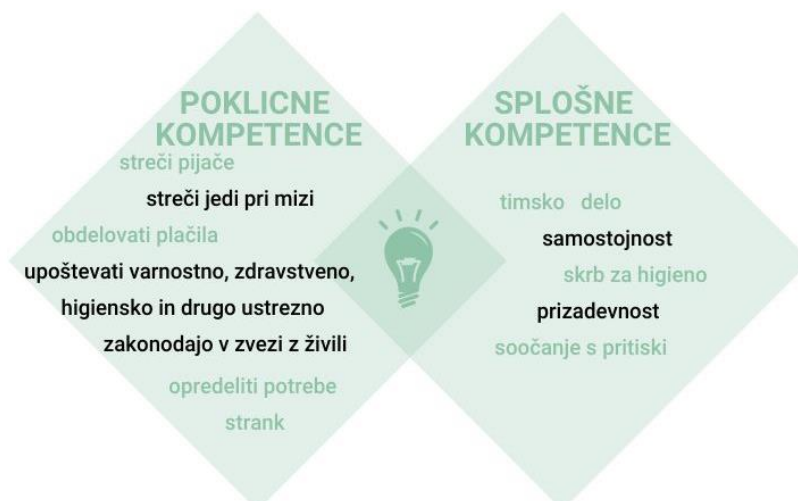 POKLICNE
KOMPETENCE
streči pijače
streči jedi pri mizi
obdelovati plačila
upoštevati varnostno, zdravstveno,
higiensko in drugo ustrezno
zakonodajo v zvezi z živili
opredeliti potrebe
strank
SPLOŠNE
KOMPETENCE
timsko delo
samostojnost
skrb za higieno
prizadevnost
soočanje s pritiski